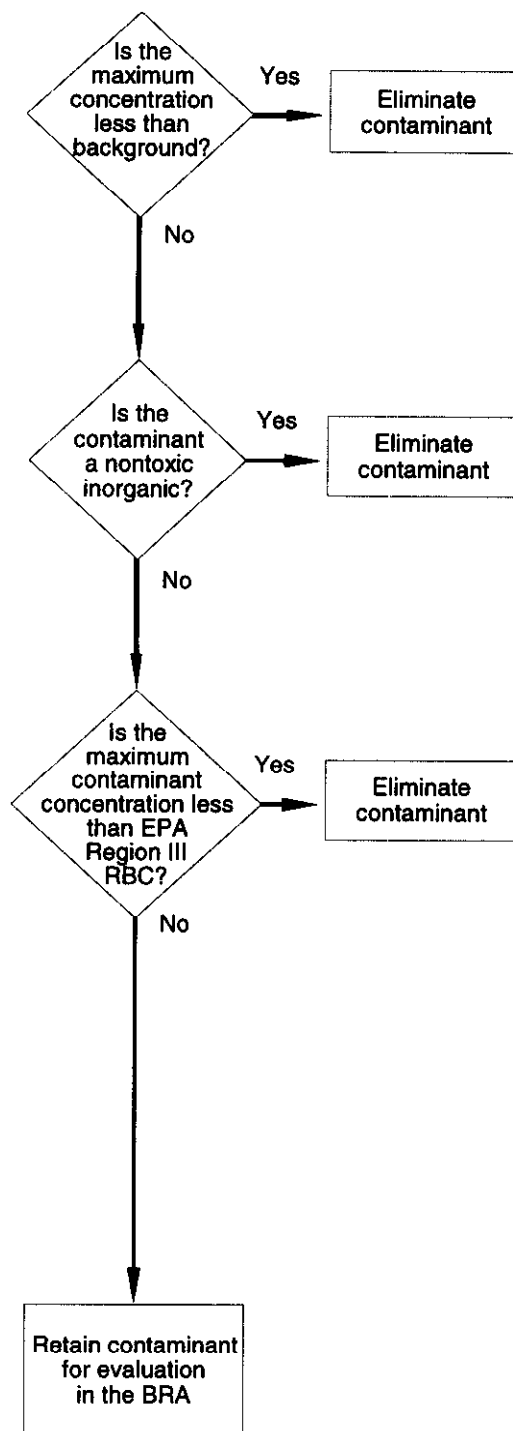 Is the
maximum
concentration
less than
background?
Yes
Eliminate
contaminant
No
Is the
contaminant
a nontoxic
inorganic?
Yes
Eliminate
contaminant
No
Is the
maximum
contaminant
concentration less
than EPA
Region III
RBC?
Yes
Eliminate
contaminant
No
Retain contaminant
for evaluation
in the BRA